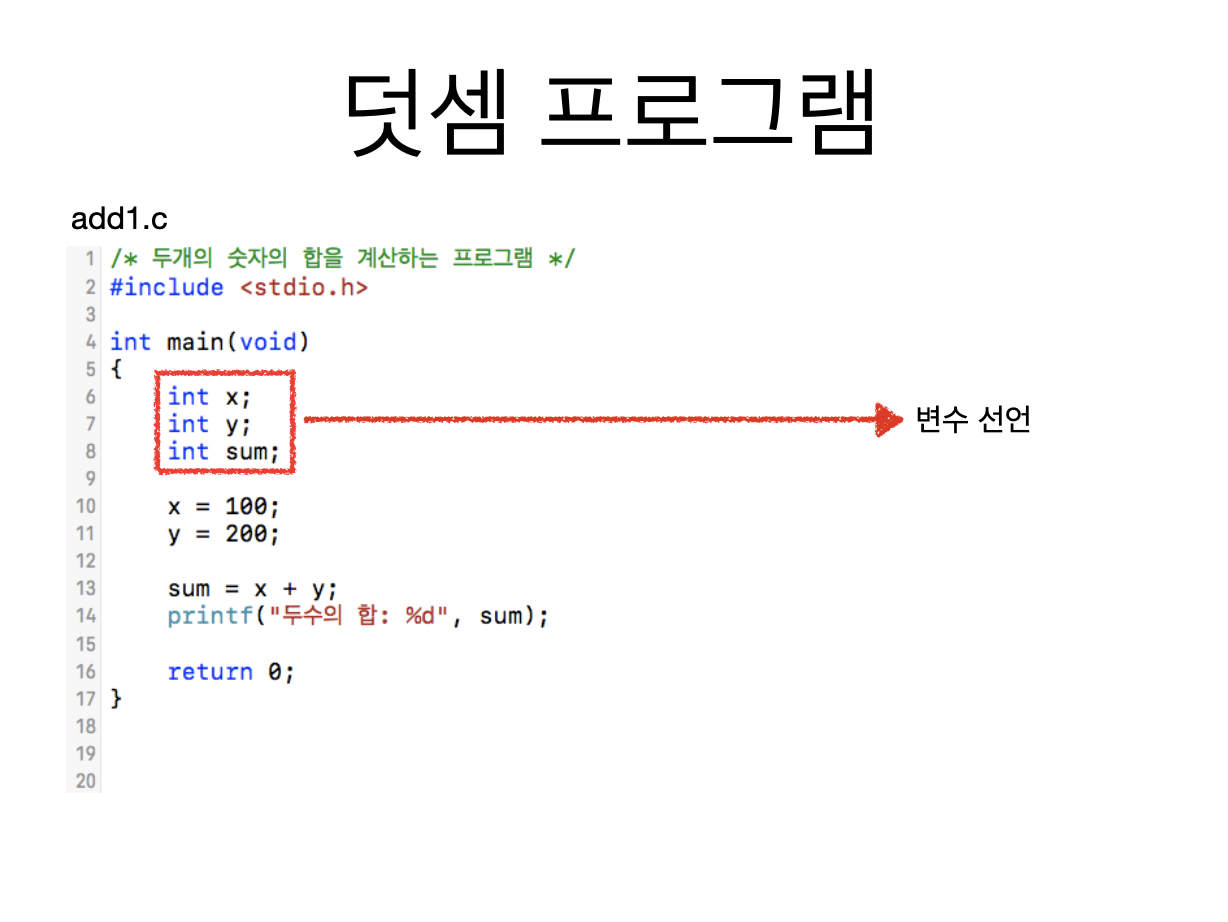 덧셈 프로그램
add1.c
1 /* 두개의 숫자의 합을 계산하는 프로그램 */
2 #include <stdio.h>
3
4 int main(void)
5 {
6     int x;
7     int y;
변수 선언
8     int sum;
9
10     x = 100;
11     y = 200;
12
13     sum = x + y;
14     printf("두수의 합: %d", sum);
15
16     return 0;
17 }
18
19
20